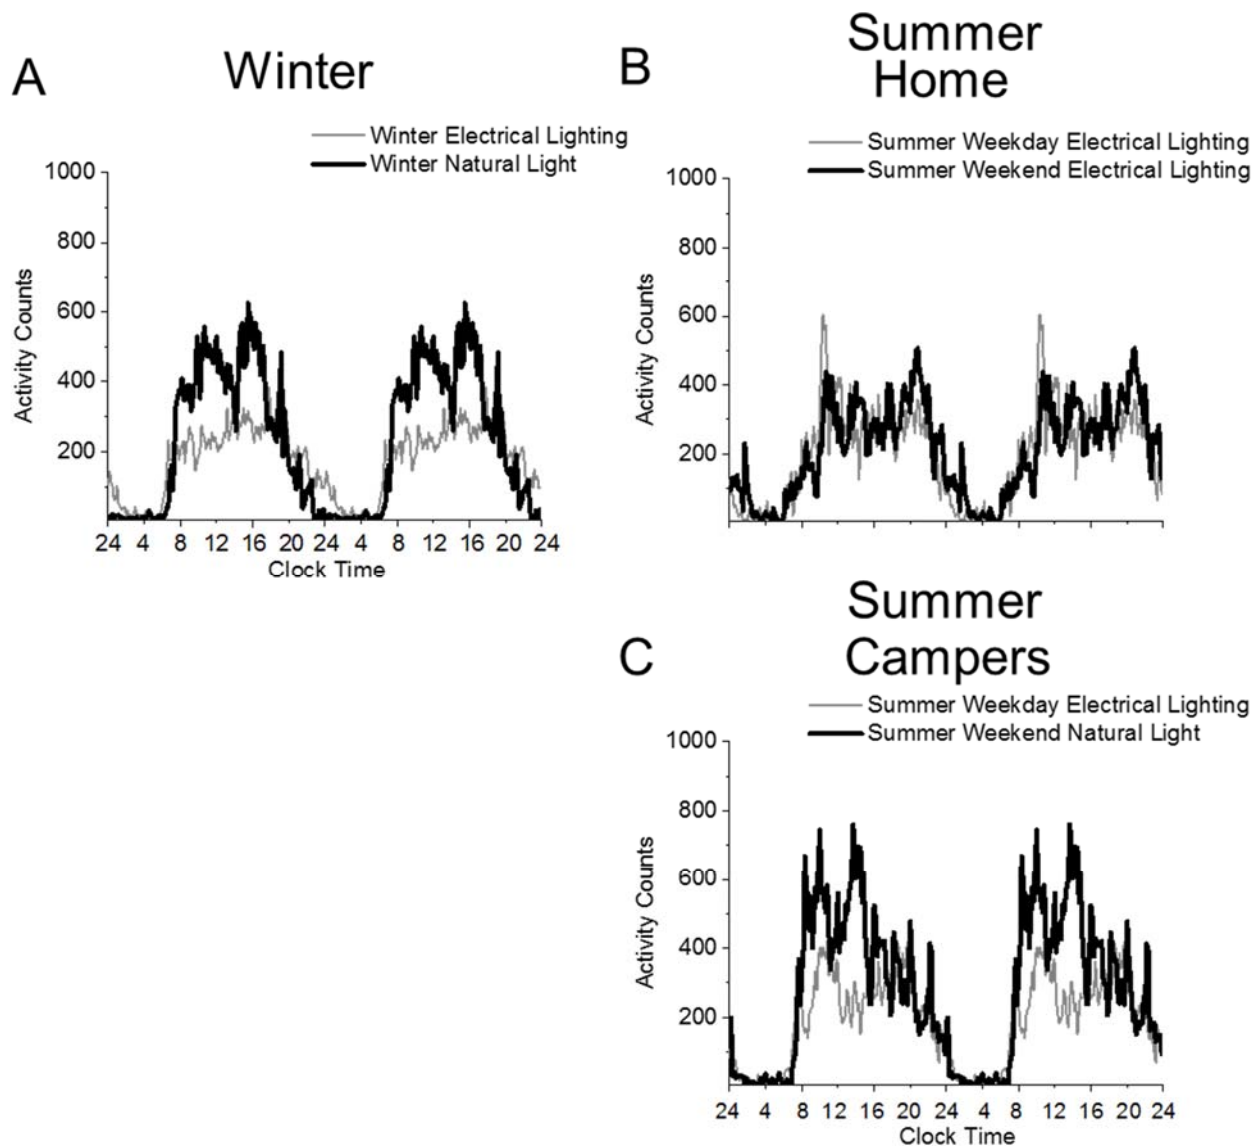 A
Winter
Winter Electrical Lighting
Winter Natural Light
1000
800
600
400
200
Activity Counts
24 4 8 12 16 20 24 4 8 12 16 20 24
Clock Time
B
Summer
Home
Summer Weekday Electrical Lighting
Summer Weekend Electrical Lighting
1000
800
600
400
200
Activity Counts
C
Summer
Campers
Summer Weekday Electrical Lighting
Summer Weekend Natural Light
1000
800
600
400
200
Activity Counts
24 4 8 12 16 20 24 4 8 12 16 20 24
Clock Time